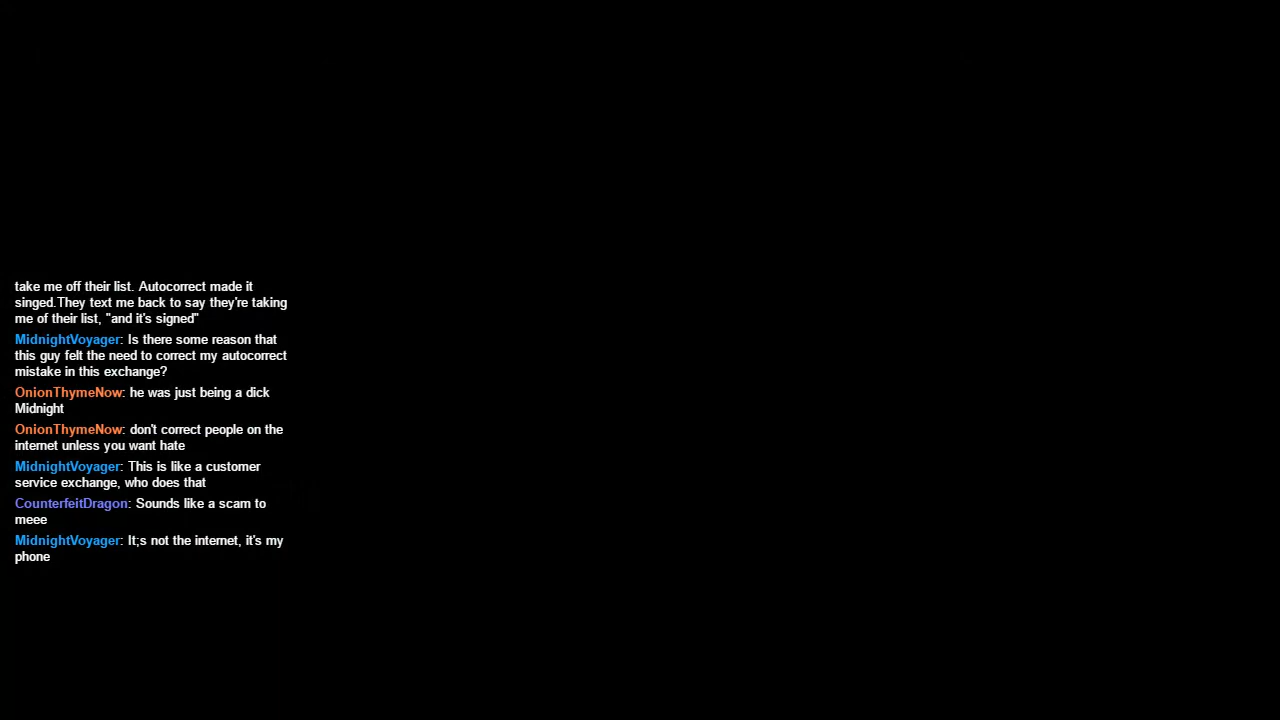 take me off their list. Autocorrect made it
singed.They text me back to say they're taking
me of their list, "and it's signed"
MidnightVoyager: Is there some reason that
this guy felt the need to correct my autocorrect
mistake in this exchange?
OnionThymeNow: he was just being a dick
Midnight
OnionThymeNow: don't correct people on the
internet unless you want hate
MidnightVoyager: This is like a customer
service exchange, who does that
CounterfeitDragon: Sounds like a scam to
meee
MidnightVoyager: It;s not the internet, it's my
phone